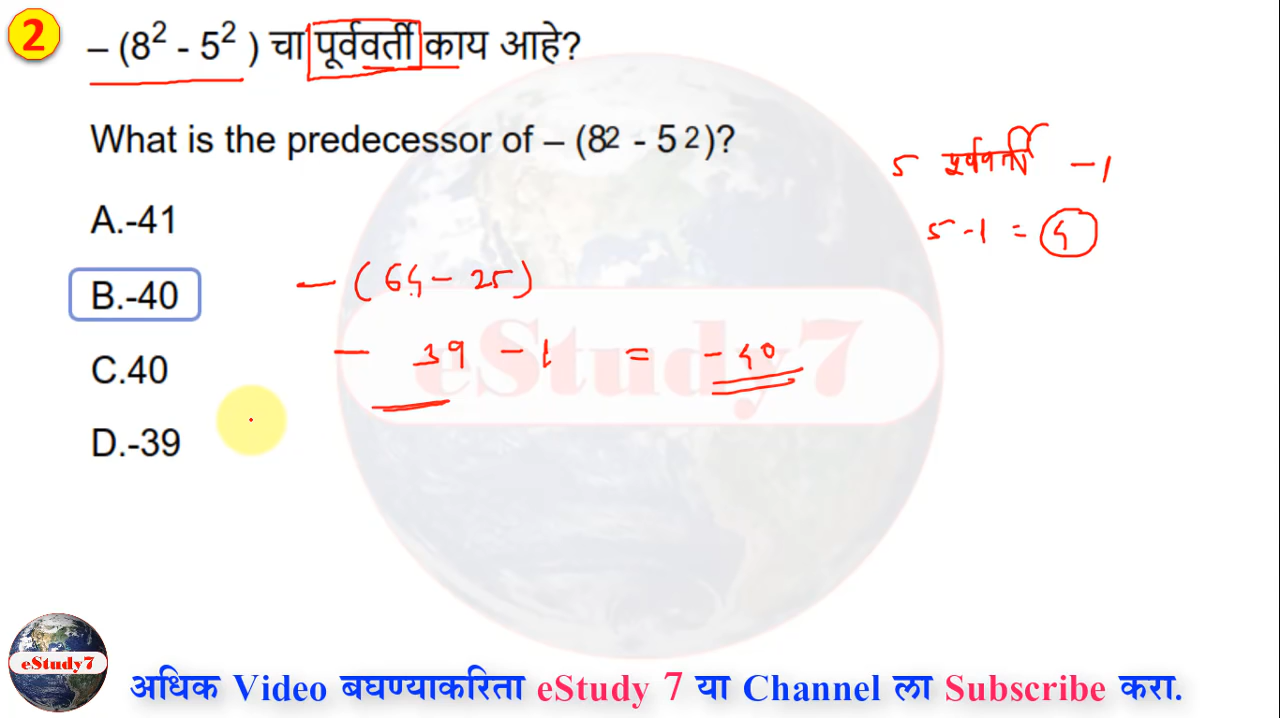 2
– (8² - 5² ) चा पूर्ववर्ती काय आहे?
What is the predecessor of – (8² - 5²)?
A.-41
B.-40
C.40
D.-39
5 पूर्ववर्ती -1
5-1 = 4
- (64 - 25)
- 39 - 1 = - 40
eStudy7
eStudy7
अधिक Video बघण्याकरिता eStudy 7 या Channel ला Subscribe करा.